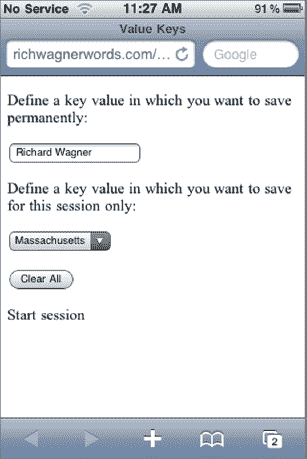 No Service 11:27 AM 91%
Value Keys
richwagnerwords.com/... Google
Define a key value in which you want to save
permanently:
Richard Wagner
Define a key value in which you want to save
for this session only:
Massachusetts
Clear All
Start session
2